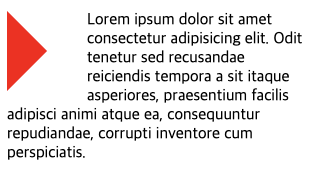 Lorem ipsum dolor sit amet
consectetur adipisicing elit. Odit
tenetur sed recusandae
reiciendis tempora a sit itaque
asperiores, praesentium facilis
adipisci animi atque ea, consequuntur
repudiandae, corrupti inventore cum
perspiciatis.